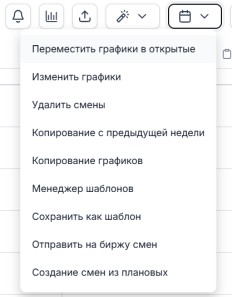 Переместить графики в открытые
Изменить графики
Удалить смены
Копирование с предыдущей недели
Копирование графиков
Менеджер шаблонов
Сохранить как шаблон
Отправить на биржу смен
Создание смен из плановых